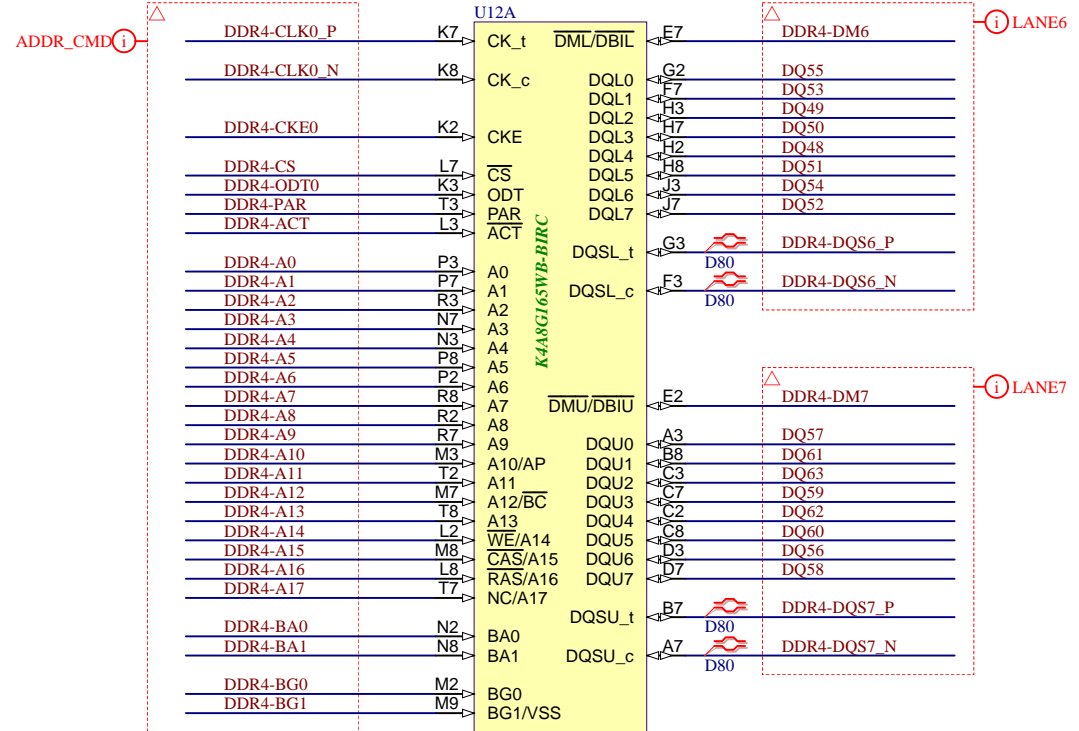 U12A
ADDR_CMD i
i LANE6
DDR4-CLK0_P K7 CK_t DML/DBIL E7 DDR4-DM6
DDR4-CLK0_N K8 CK_c DQL0 G2 DQ55
DQL1 F7 DQ53
DQL2 H3 DQ49
DDR4-CKE0 K2 CKE DQL3 H7 DQ50
DQL4 H2 DQ48
DDR4-CS L7 CS DQL5 H8 DQ51
DDR4-ODT0 K3 ODT DQL6 J3 DQ54
DDR4-PAR T3 PAR DQL7 J7 DQ52
DDR4-ACT L3 ACT
DQSL_t G3 D80 DDR4-DQS6_P
DDR4-A0 P3 A0
DDR4-A1 P7 A1 DQSL_c F3 D80 DDR4-DQS6_N
DDR4-A2 R3 A2
DDR4-A3 N7 A3
DDR4-A4 N3 A4
DDR4-A5 P8 A5
K4A8G165WB-BIRC
DDR4-A6 P2 A6
i LANE7
DDR4-A7 R8 A7 DMU/DBIU E2 DDR4-DM7
DDR4-A8 R2 A8
DDR4-A9 R7 A9 DQU0 A3 DQ57
DDR4-A10 M3 A10/AP DQU1 B8 DQ61
DDR4-A11 T2 A11 DQU2 C3 DQ63
DDR4-A12 M7 A12/BC DQU3 C7 DQ59
DDR4-A13 T8 A13 DQU4 C2 DQ62
DDR4-A14 L2 WE/A14 DQU5 C8 DQ60
DDR4-A15 M8 CAS/A15 DQU6 D3 DQ56
DDR4-A16 L8 RAS/A16 DQU7 D7 DQ58
DDR4-A17 T7 NC/A17
DQSU_t B7 D80 DDR4-DQS7_P
DDR4-BA0 N2 BA0
DDR4-BA1 N8 BA1 DQSU_c A7 D80 DDR4-DQS7_N
DDR4-BG0 M2 BG0
DDR4-BG1 M9 BG1/VSS